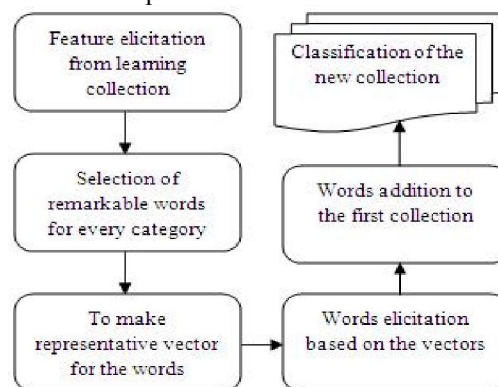 Feature elicitation
from learning
collection
Selection of
remarkable words
for every category
To make
representative vector
for the words
Words elicitation
based on the vectors
Words addition to
the first collection
Classification of the
new collection